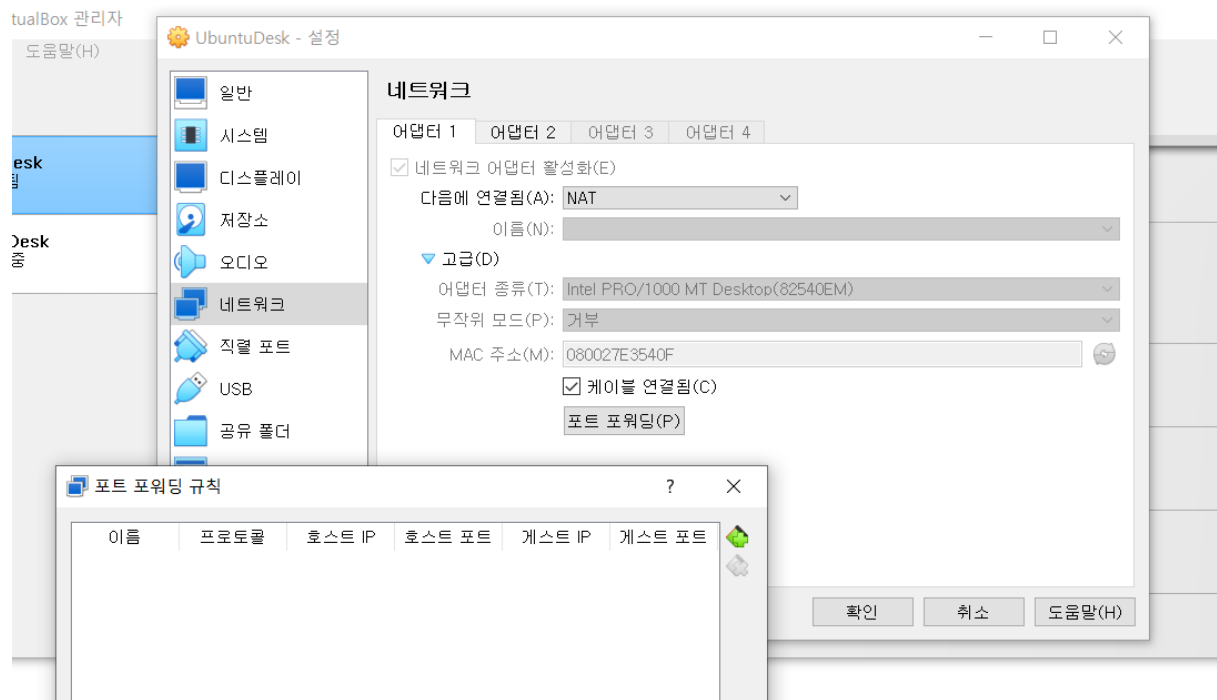 tualBox 관리자
도움말(H)
UbuntuDesk - 설정
esk
Desk
중
일반
시스템
디스플레이
저장소
오디오
네트워크
직렬 포트
USB
공유 폴더
네트워크
어댑터 1 어댑터 2 어댑터 3 어댑터 4
네트워크 어댑터 활성화(E)
다음에 연결됨(A): NAT
이름(N):
고급(D)
어댑터 종류(T): Intel PRO/1000 MT Desktop(82540EM)
무작위 모드(P): 거부
MAC 주소(M): 080027E3540F
케이블 연결됨(C)
포트 포워딩(P)
포트 포워딩 규칙 ?
이름 프로토콜 호스트 IP 호스트 포트 게스트 IP 게스트 포트
확인 취소 도움말(H)